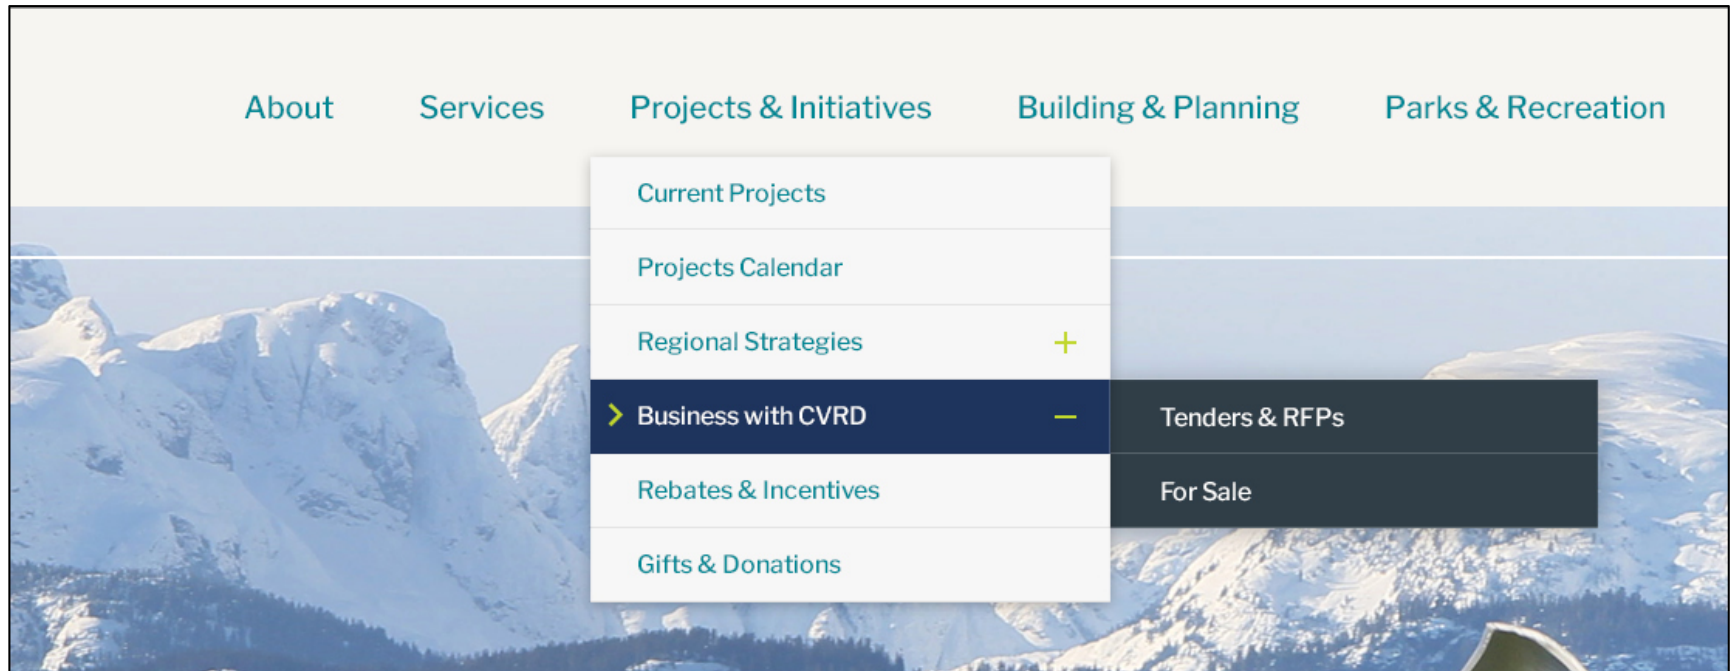 About
Services
Projects & Initiatives
Building & Planning
Parks & Recreation
Current Projects
Projects Calendar
Regional Strategies
Business with CVRD
Tenders & RFPs
For Sale
Rebates & Incentives
Gifts & Donations